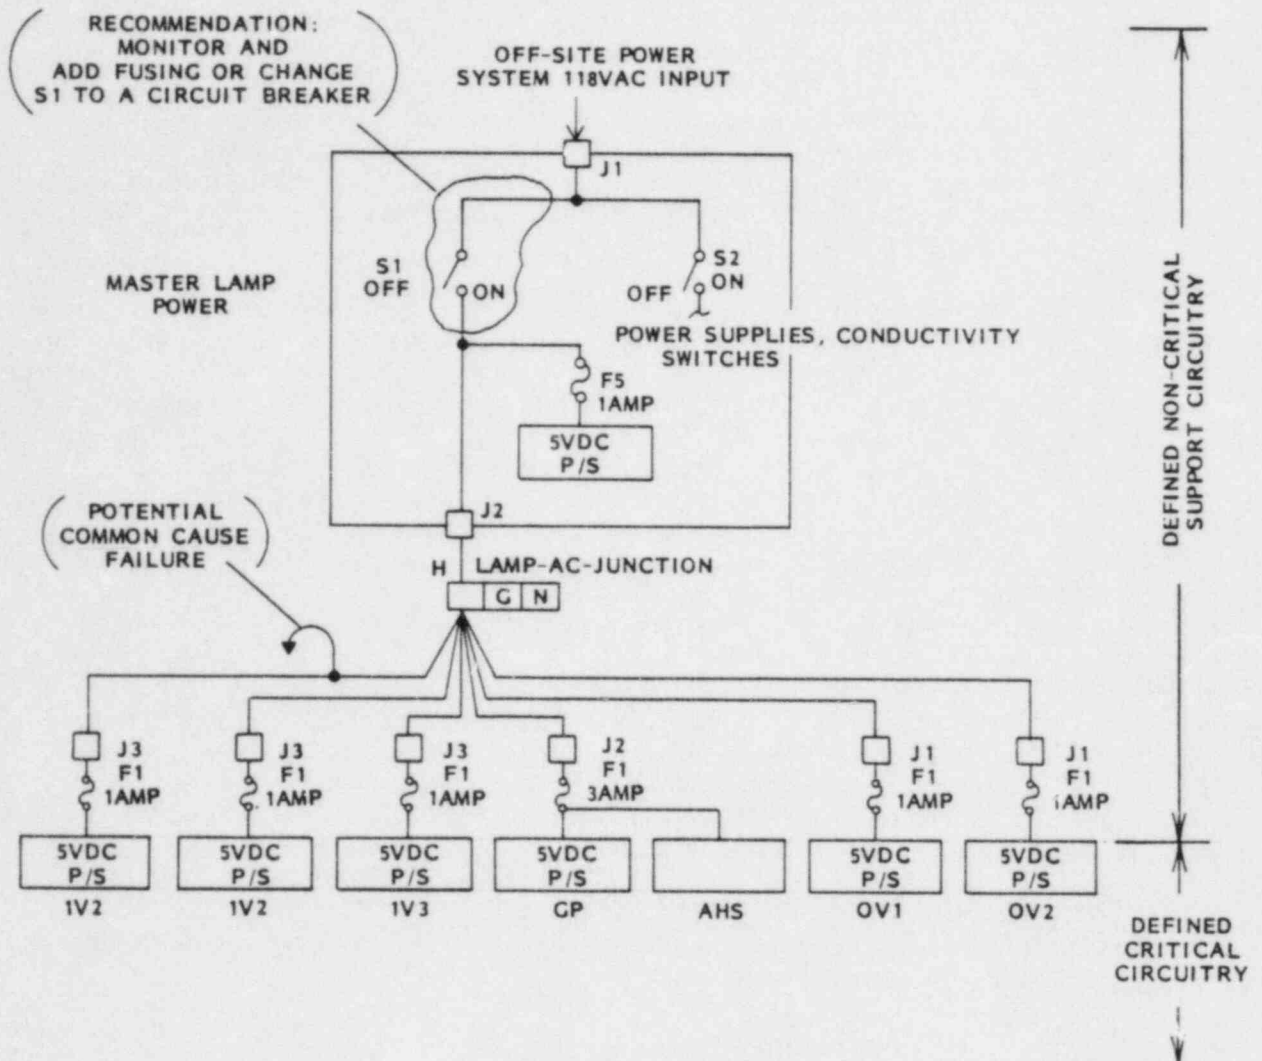 RECOMMENDATION:
MONITOR AND
ADD FUSING OR CHANGE
S1 TO A CIRCUIT BREAKER
OFF-SITE POWER
SYSTEM 118VAC INPUT
J1
MASTER LAMP
POWER
S1
OFF
ON
S2
ON
OFF
POWER SUPPLIES, CONDUCTIVITY
SWITCHES
F5
1AMP
5VDC
P/S
J2
POTENTIAL
COMMON CAUSE
FAILURE
H LAMP-AC-JUNCTION
G N
J3
F1
1AMP
J3
F1
1AMP
J3
F1
1AMP
J2
F1
3AMP
J1
F1
1AMP
J1
F1
1AMP
5VDC
P/S
1V2
5VDC
P/S
1V2
5VDC
P/S
1V3
5VDC
P/S
GP
AHS
5VDC
P/S
OV1
5VDC
P/S
OV2
DEFINED NON-CRITICAL
SUPPORT CIRCUITRY
DEFINED
CRITICAL
CIRCUITRY